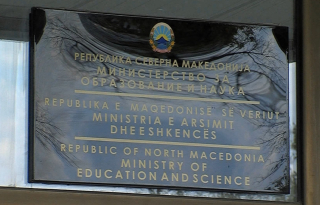 РЕПУБЛИКА СЕВЕРНА МАКЕДОНИЈА
МИНИСТЕРСТВО ЗА
ОБРАЗОВАНИЕ И НАУКА
REPUBLIKA E MAQEDONISË SË VERIUT
MINISTRIA E ARSIMIT
DHE E SHKENCËS
REPUBLIC OF NORTH MACEDONIA
MINISTRY OF
EDUCATION AND SCIENCE